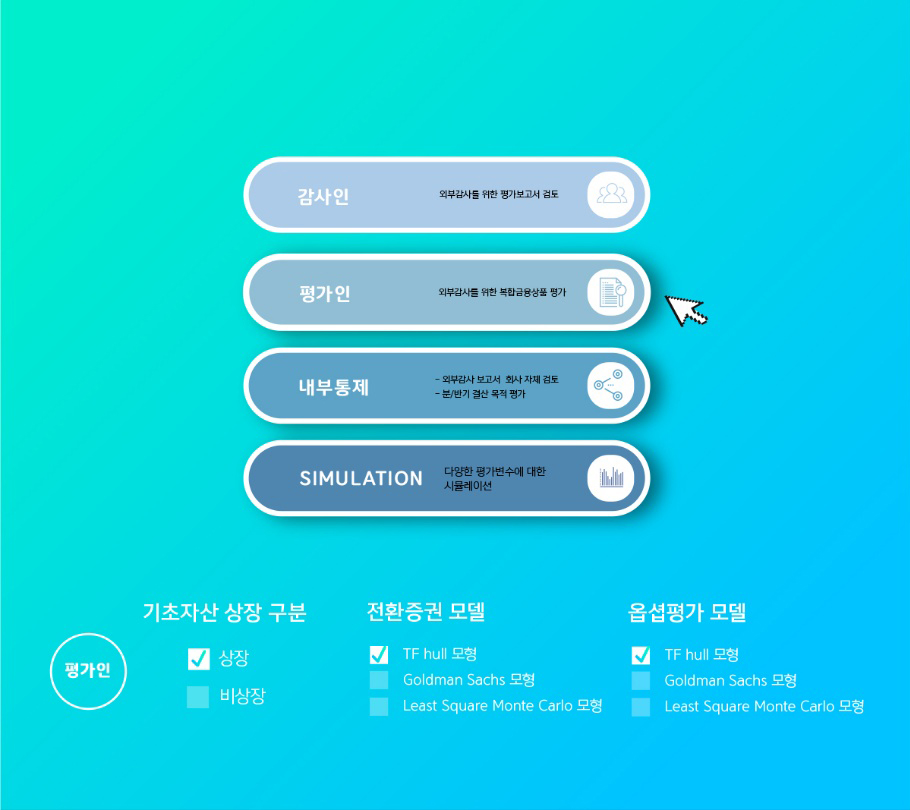 감사인
외부감사를 위한 평가보고서 검토
평가인
외부감사를 위한 복합금융상품 평가
내부통제
- 외부감사 보고서 회사 자체 검토
- 분/반기 결산 목적 평가
SIMULATION
다양한 평가변수에 대한
시뮬레이션
평가인
기초자산 상장 구분
상장
비상장
전환증권 모델
TF hull 모형
Goldman Sachs 모형
Least Square Monte Carlo 모형
옵션평가 모델
TF hull 모형
Goldman Sachs 모형
Least Square Monte Carlo 모형